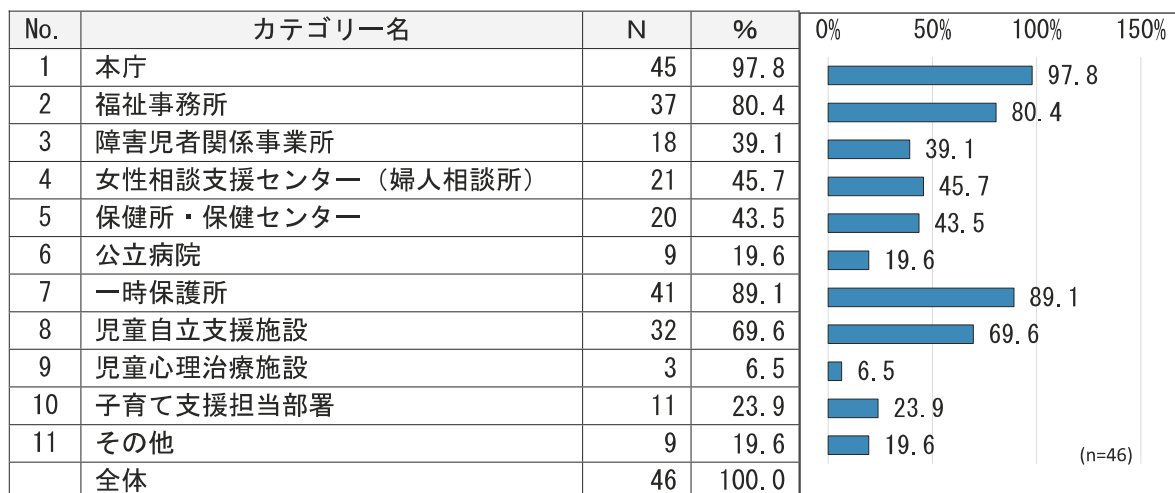 No. カテゴリー名 N %
1 本庁 45 97.8
2 福祉事務所 37 80.4
3 障害児者関係事業所 18 39.1
4 女性相談支援センター（婦人相談所） 21 45.7
5 保健所・保健センター 20 43.5
6 公立病院 9 19.6
7 一時保護所 41 89.1
8 児童自立支援施設 32 69.6
9 児童心理治療施設 3 6.5
10 子育て支援担当部署 11 23.9
11 その他 9 19.6
全体 46 100.0
0% 50% 100% 150%
97.8
80.4
39.1
45.7
43.5
19.6
89.1
69.6
6.5
23.9
19.6
(n=46)